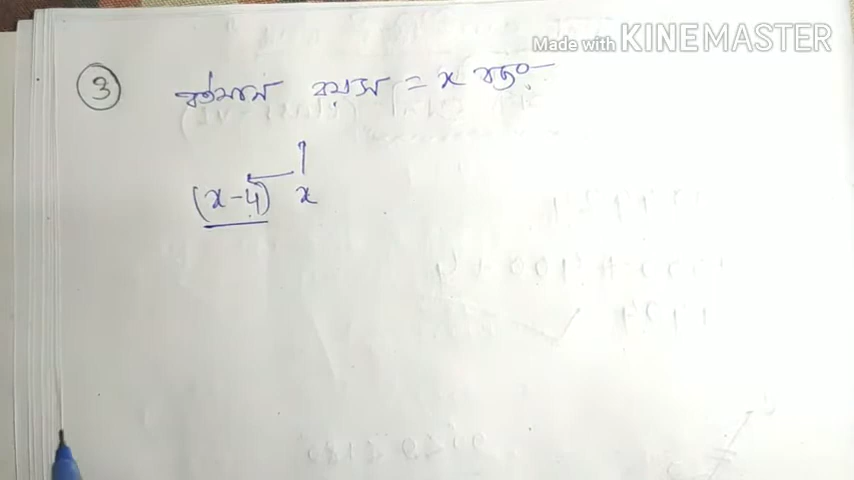 Made with KINEMASTER
③ বর্তমান বয়স = x বছর
(x-4) x